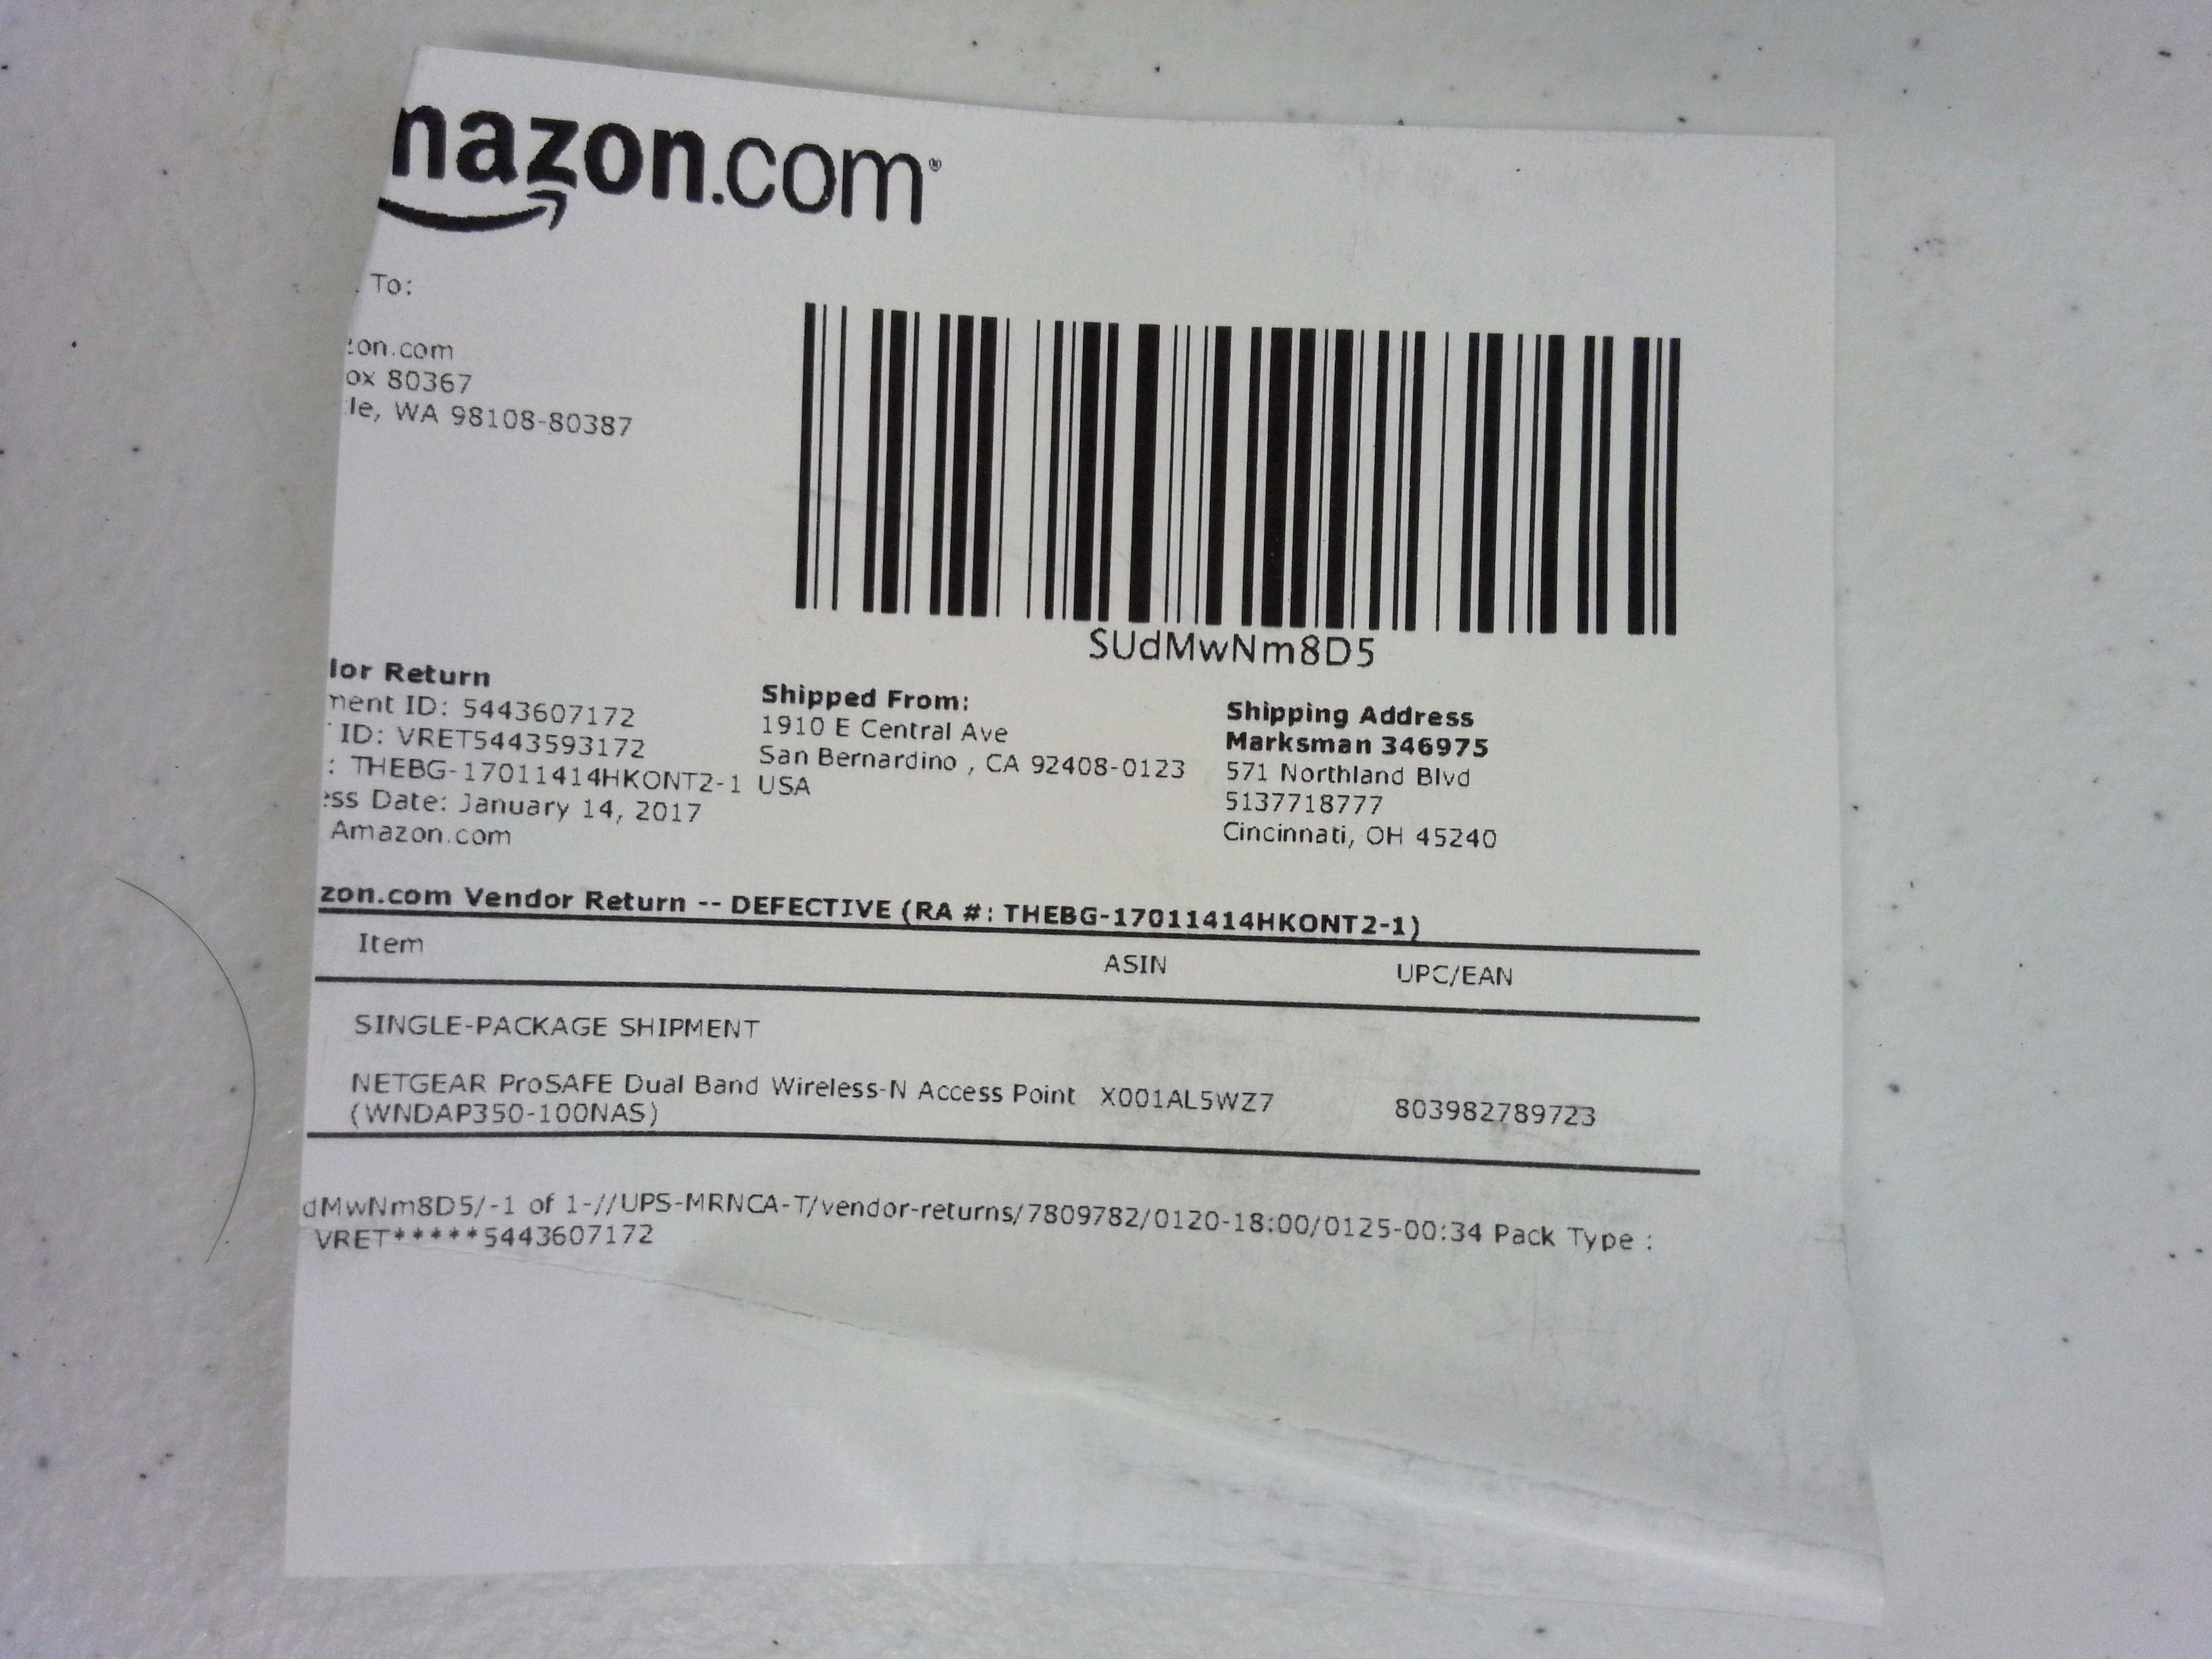 mazon.com®
To:
zon.com
ox 80367
le, WA 98108-80387
SUdMwNm8D5
lor Return
ment ID: 5443607172
ID: VRET5443593172
: THEBG-17011414HKONT2-1
ess Date: January 14, 2017
Amazon.com
Shipped From:
1910 E Central Ave
San Bernardino , CA 92408-0123
USA
Shipping Address
Marksman 346975
571 Northland Blvd
5137718777
Cincinnati, OH 45240
zon.com Vendor Return -- DEFECTIVE (RA #: THEBG-17011414HKONT2-1)
Item ASIN UPC/EAN
SINGLE-PACKAGE SHIPMENT
NETGEAR ProSAFE Dual Band Wireless-N Access Point X001AL5WZ7 803982789723
(WNDAP350-100NAS)
dMwNm8D5/-1 of 1-//UPS-MRNCA-T/vendor-returns/7809782/0120-18:00/0125-00:34 Pack Type :
VRET*****5443607172